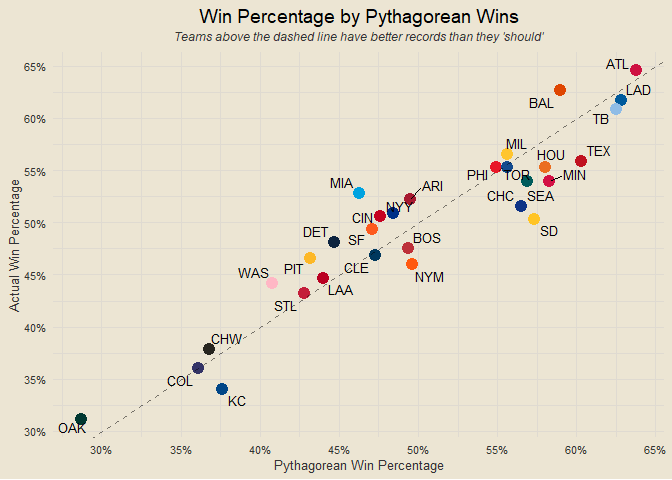 Win Percentage by Pythagorean Wins
Teams above the dashed line have better records than they 'should'
Actual Win Percentage
65%
60%
55%
50%
45%
40%
35%
30%
ATL
LAD
BAL
TB
MIL
HOU
TEX
PHI
TOR
MIN
MIA
ARI
CHC
SEA
NYY
CIN
SD
DET
SF
BOS
WAS
PIT
CLE
NYM
STL
LAA
CHW
COL
KC
OAK
30%
35%
40%
45%
50%
55%
60%
65%
Pythagorean Win Percentage